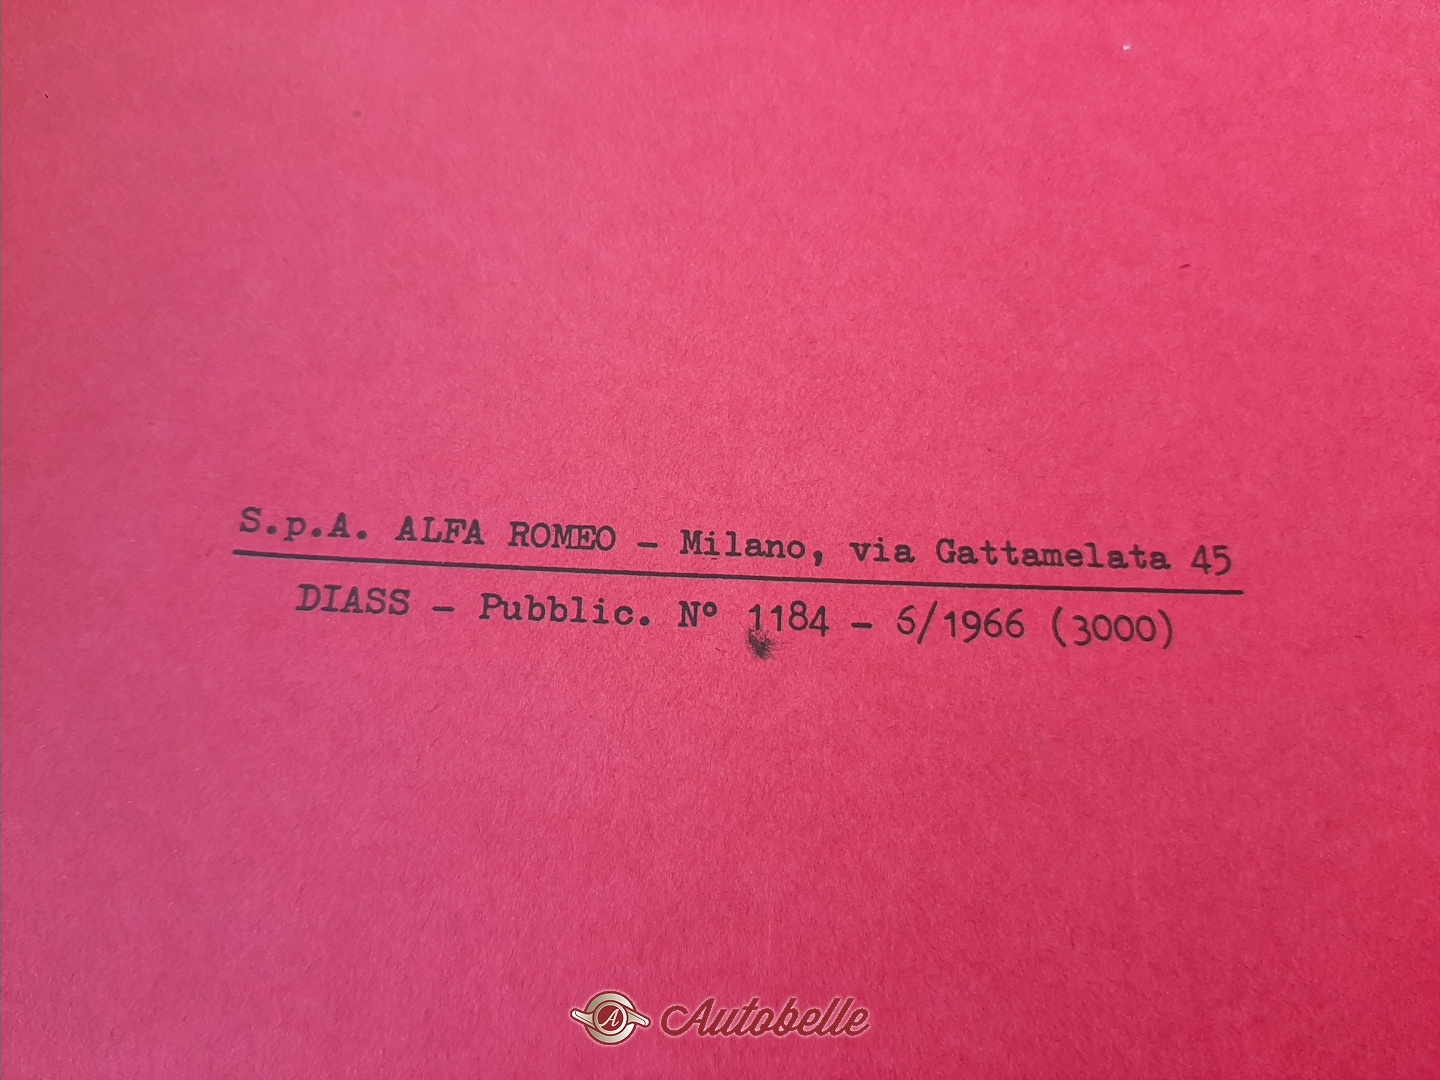 S.p.A. ALFA ROMEO - Milano, via Gattamelata 45
DIASS - Pubblic. N° 1184 - 6/1966 (3000)
A Autobelle